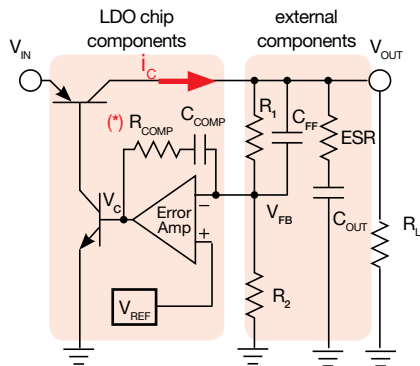 LDO chip
components
external
components
V_IN
i_C
V_OUT
(*) R_COMP
C_COMP
R_1
C_FF
ESR
V_C
Error
Amp
−
+
V_FB
C_OUT
R_L
V_REF
R_2